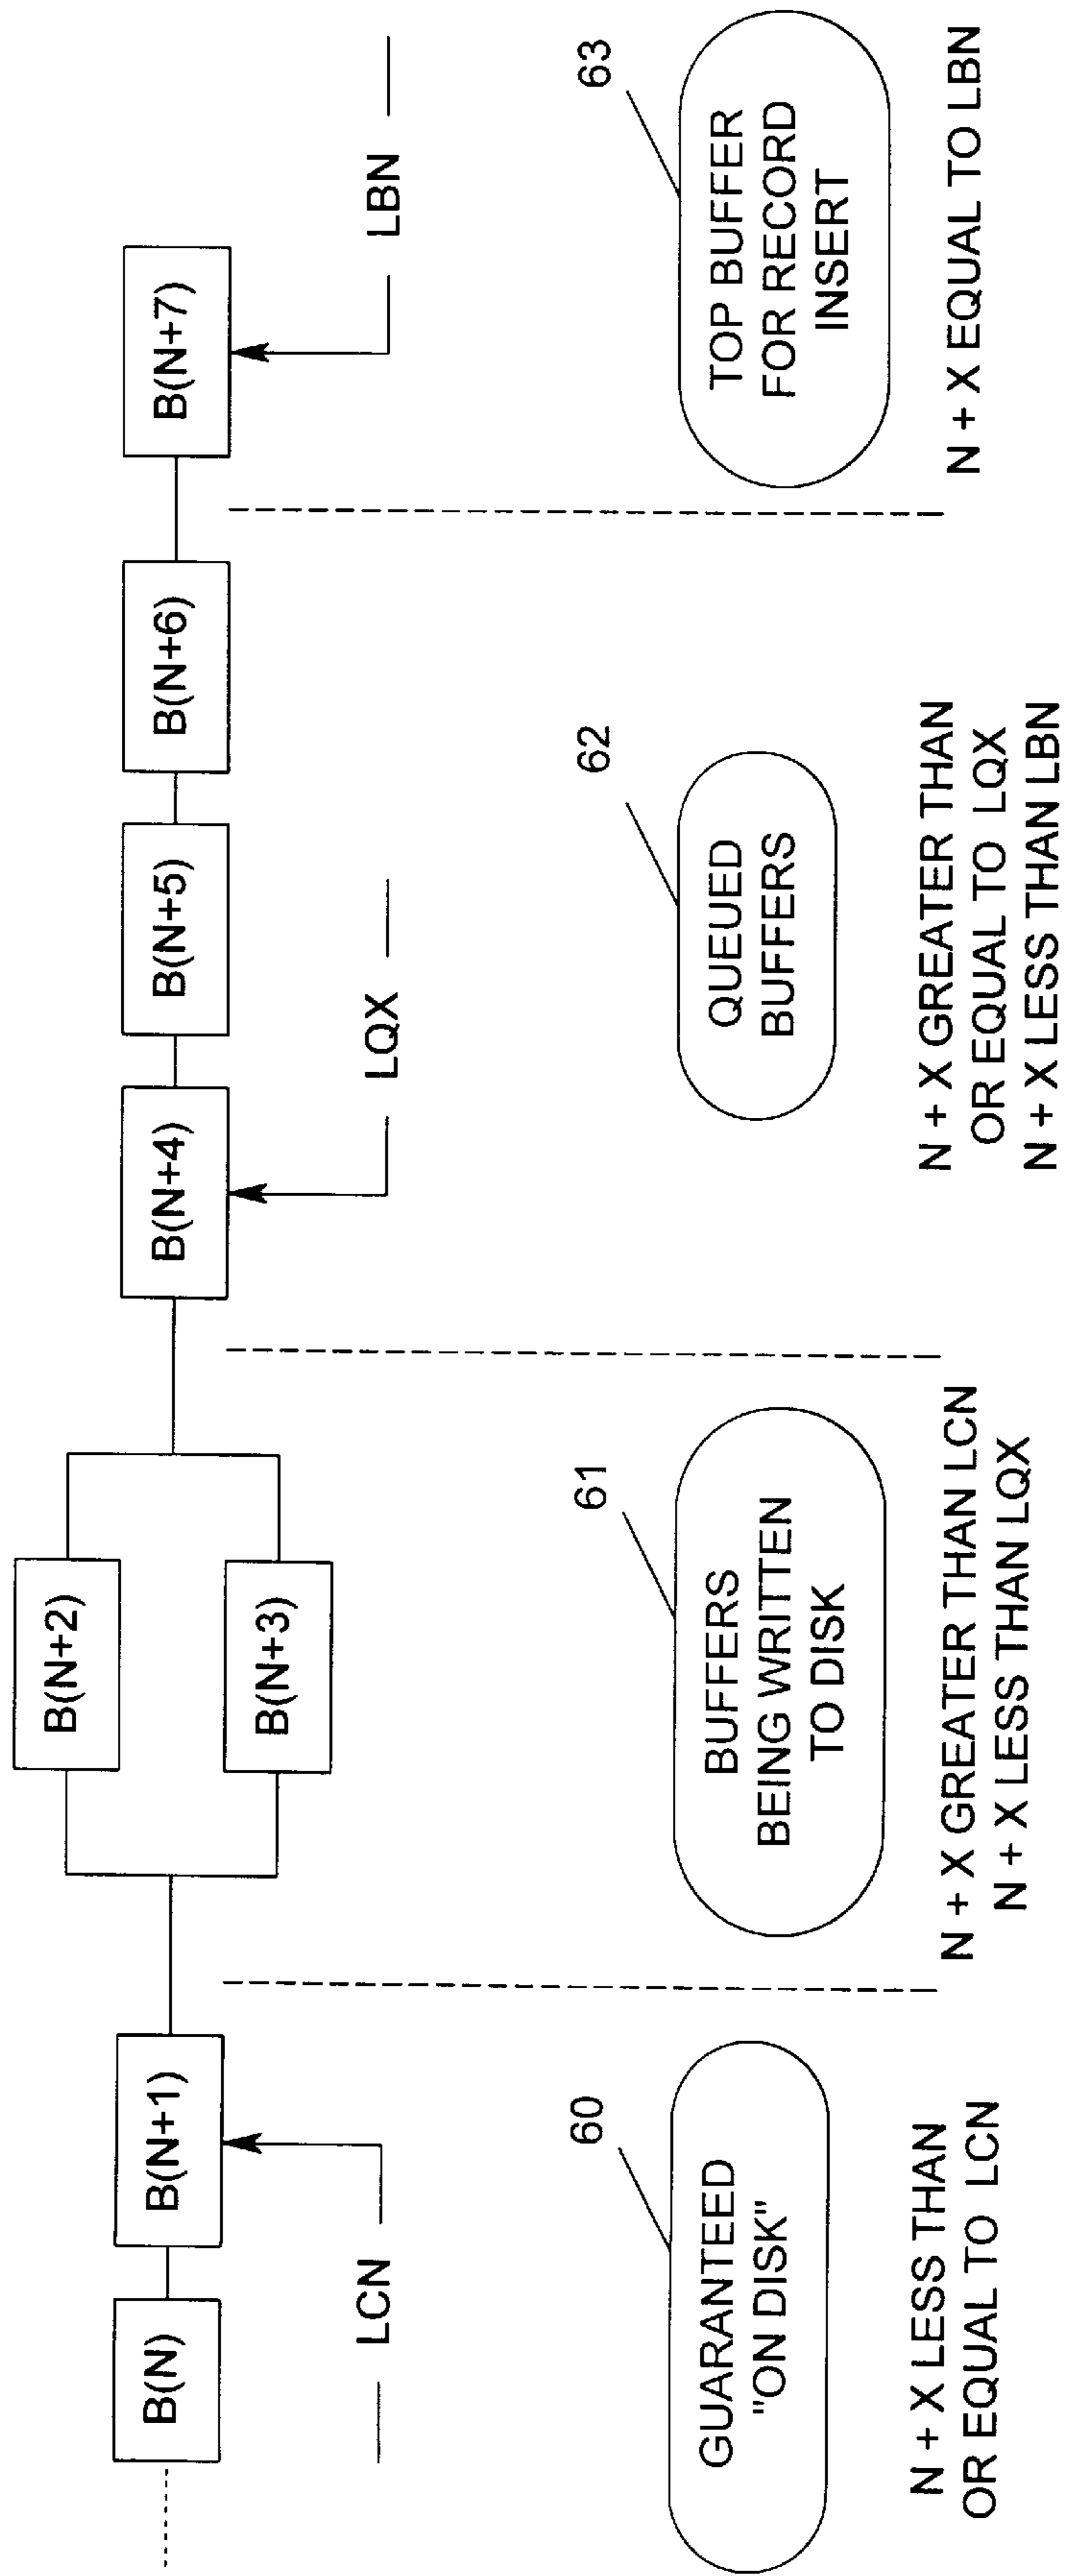 B(N)
B(N+1)
B(N+2)
B(N+3)
B(N+4)
B(N+5)
B(N+6)
B(N+7)
LCN
LQX
LBN
60
GUARANTEED
"ON DISK"
N + X LESS THAN
OR EQUAL TO LCN
61
BUFFERS
BEING WRITTEN
TO DISK
N + X GREATER THAN LCN
N + X LESS THAN LQX
62
QUEUED
BUFFERS
N + X GREATER THAN
OR EQUAL TO LQX
N + X LESS THAN LBN
63
TOP BUFFER
FOR RECORD
INSERT
N + X EQUAL TO LBN